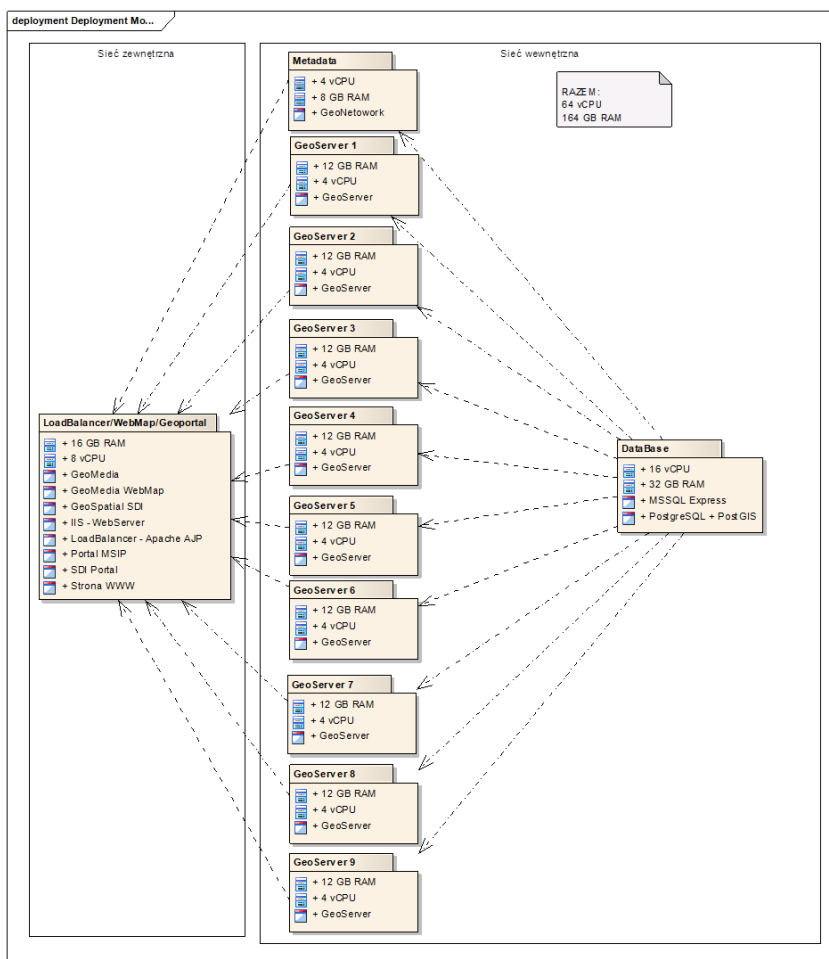 deployment Deployment Mo...
Sieć zewnętrzna
Sieć wewnętrzna
RAZEM:
64 vCPU
164 GB RAM
Metadata
+ 4 vCPU
+ 8 GB RAM
+ GeoNetowork
GeoServer 1
+ 12 GB RAM
+ 4 vCPU
+ GeoServer
GeoServer 2
+ 12 GB RAM
+ 4 vCPU
+ GeoServer
GeoServer 3
+ 12 GB RAM
+ 4 vCPU
+ GeoServer
GeoServer 4
+ 12 GB RAM
+ 4 vCPU
+ GeoServer
GeoServer 5
+ 12 GB RAM
+ 4 vCPU
+ GeoServer
GeoServer 6
+ 12 GB RAM
+ 4 vCPU
+ GeoServer
GeoServer 7
+ 12 GB RAM
+ 4 vCPU
+ GeoServer
GeoServer 8
+ 12 GB RAM
+ 4 vCPU
+ GeoServer
GeoServer 9
+ 12 GB RAM
+ 4 vCPU
+ GeoServer
LoadBalancer/WebMap/Geoportal
+ 16 GB RAM
+ 8 vCPU
+ GeoMedia
+ GeoMedia WebMap
+ GeoSpatial SDI
+ IIS - WebServer
+ LoadBalancer - Apache AJP
+ Portal MSIP
+ SDI Portal
+ Strona WWW
DataBase
+ 16 vCPU
+ 32 GB RAM
+ MSSQL Express
+ PostgreSQL + PostGIS